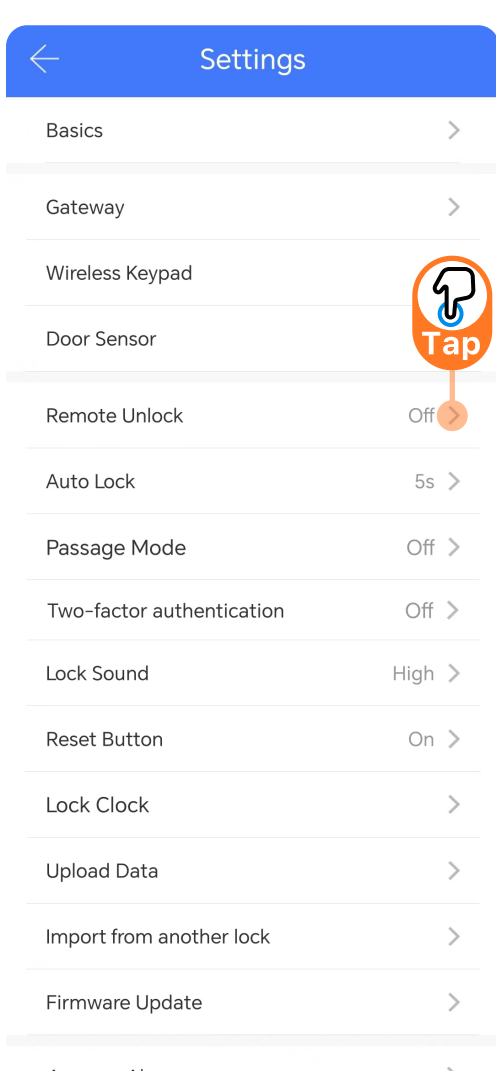 Settings
Basics
Gateway
Wireless Keypad
Door Sensor
Tap
Remote Unlock Off
Auto Lock 5s
Passage Mode Off
Two-factor authentication Off
Lock Sound High
Reset Button On
Lock Clock
Upload Data
Import from another lock
Firmware Update